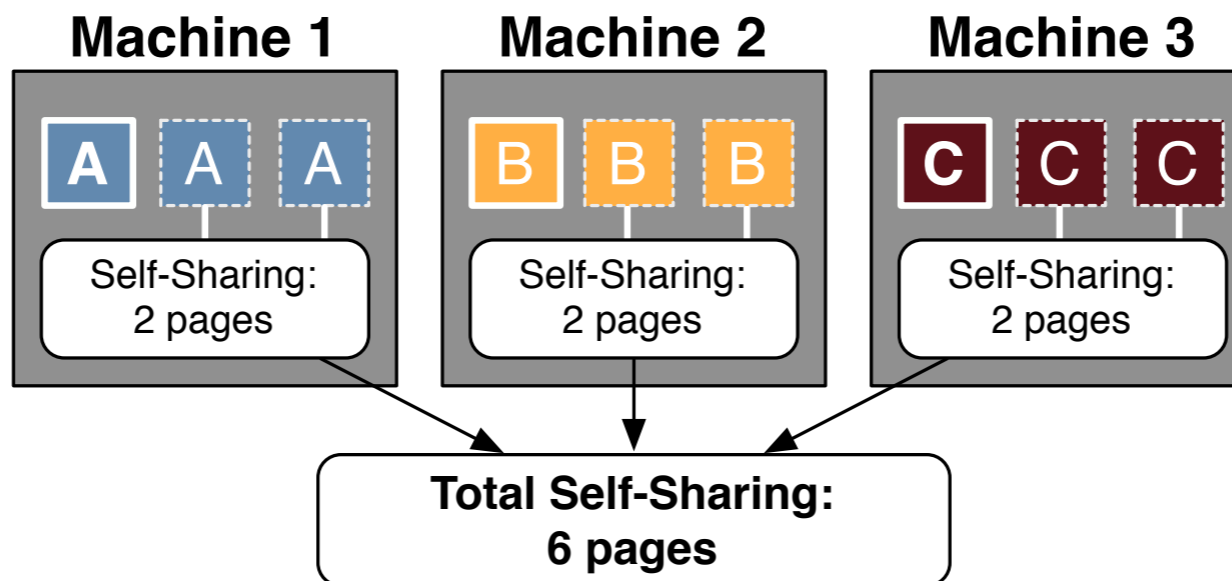 Machine 1 Machine 2 Machine 3
A A A B B B C C C
Self-Sharing: Self-Sharing: Self-Sharing:
2 pages 2 pages 2 pages
Total Self-Sharing:
6 pages